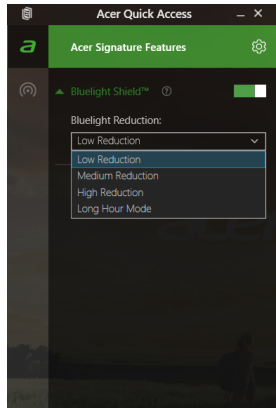 Acer Quick Access
a
Acer Signature Features
Bluelight Shield™ ?
Bluelight Reduction:
Low Reduction
Low Reduction
Medium Reduction
High Reduction
Long Hour Mode
acer